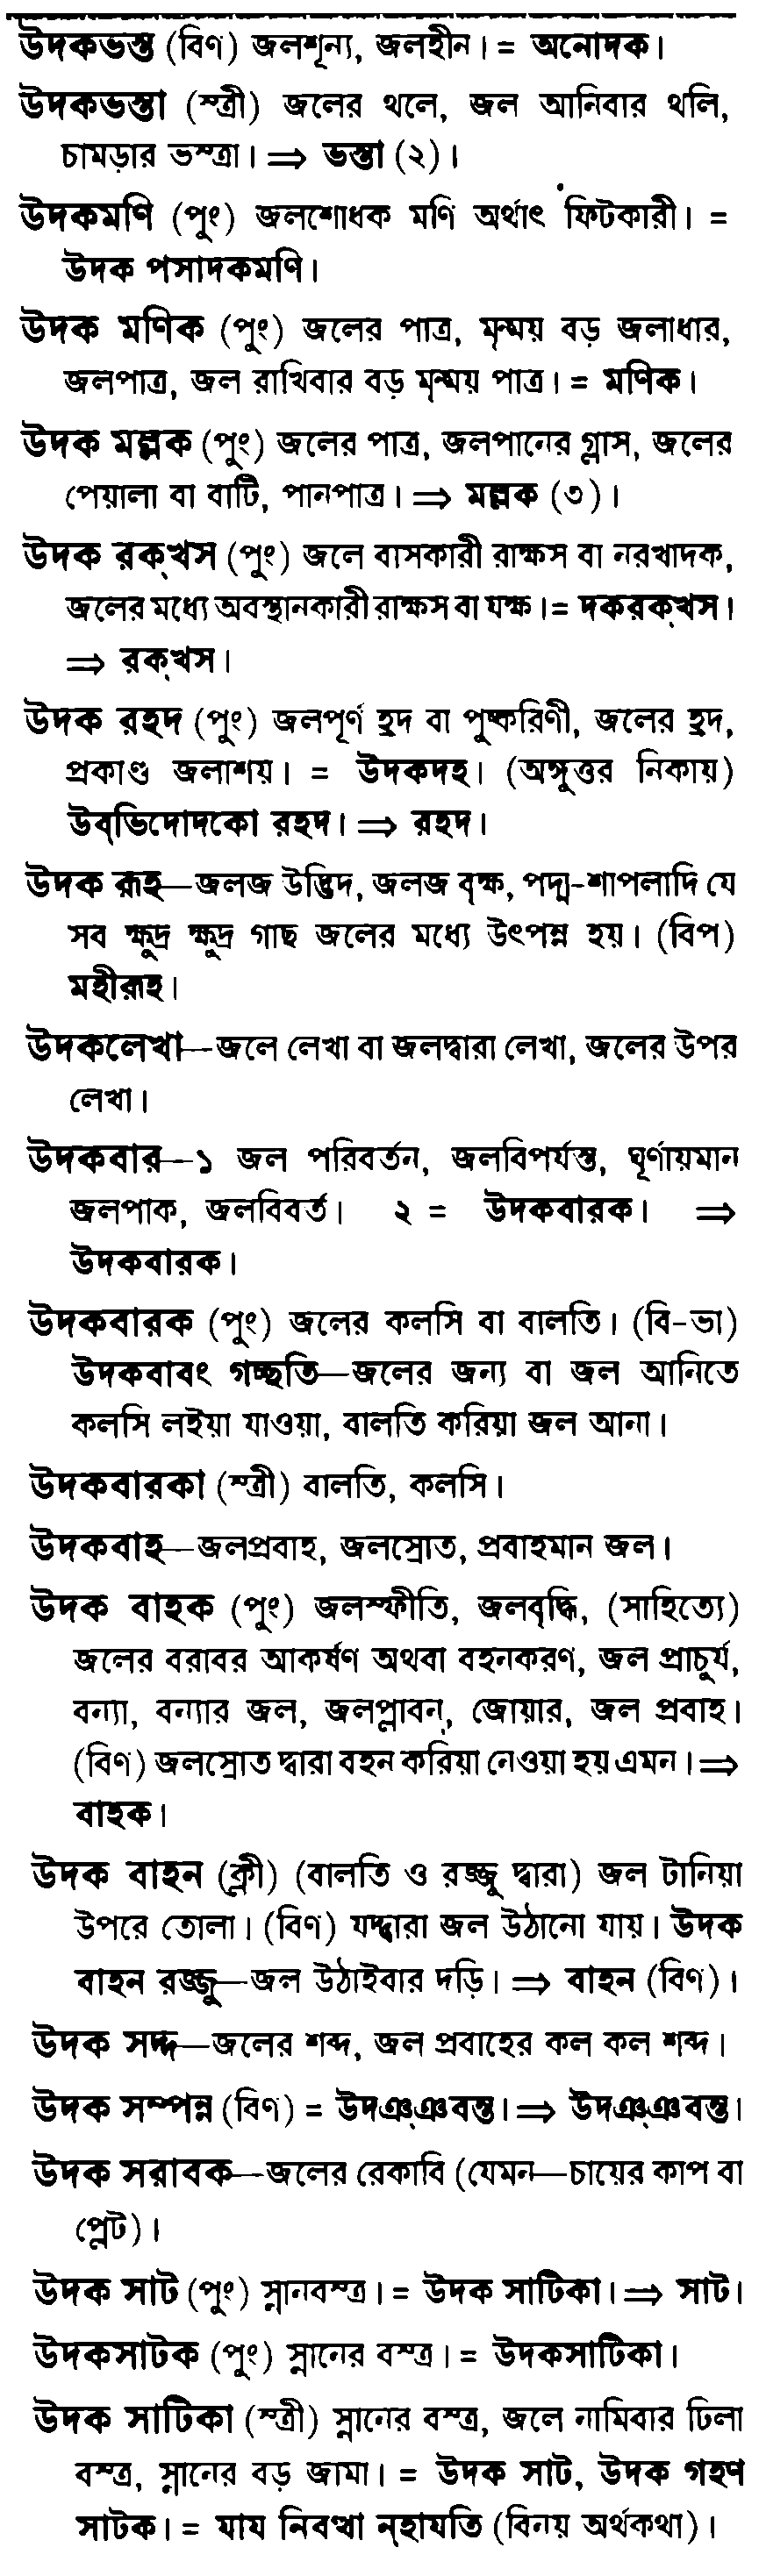 উদকভস্ত (বিণ) জলশূন্য, জলহীন। = অনোদক।
উদকভস্তা (স্ত্রী) জলের থলে, জল আনিবার থলি,
চামড়ার ভস্ত্রা। ⇒ ভস্তা (২)।
উদকমণি (পুং) জলশোধক মণি অর্থাৎ ফিটকারী। =
উদক পসাদকমণি।
উদক মণিক (পুং) জলের পাত্র, মৃন্ময় বড় জলাধার,
জলপাত্র, জল রাখিবার বড় মৃন্ময় পাত্র। = মণিক।
উদক মল্লক (পুং) জলের পাত্র, জলপানের গ্লাস, জলের
পেয়ালা বা বাটি, পানপাত্র। ⇒ মল্লক (৩)।
উদক রক্‌খস (পুং) জলে বাসকারী রাক্ষস বা নরখাদক,
জলের মধ্যে অবস্থানকারী রাক্ষস বা যক্ষ। = দকরক্‌খস।
⇒ রক্‌খস।
উদক রহদ (পুং) জলপূর্ণ হ্রদ বা পুষ্করিণী, জলের হ্রদ,
প্রকাণ্ড জলাশয়। = উদকদহ। (অঙ্গুত্তর নিকায়)
উব্‌ভিদোদকো রহদ। ⇒ রহদ।
উদক রূহ—জলজ উদ্ভিদ, জলজ বৃক্ষ, পদ্ম-শাপলাদি যে
সব ক্ষুদ্র ক্ষুদ্র গাছ জলের মধ্যে উৎপন্ন হয়। (বিপ)
মহীরূহ।
উদকলেখা—জলে লেখা বা জলদ্বারা লেখা, জলের উপর
লেখা।
উদকবার—১ জল পরিবর্তন, জলবিপর্যস্ত, ঘূর্ণায়মান
জলপাক, জলবিবর্ত। ২ = উদকবারক। ⇒
উদকবারক।
উদকবারক (পুং) জলের কলসি বা বালতি। (বি-ভা)
উদকবাবং গচ্ছতি—জলের জন্য বা জল আনিতে
কলসি লইয়া যাওয়া, বালতি করিয়া জল আনা।
উদকবারকা (স্ত্রী) বালতি, কলসি।
উদকবাহ—জলপ্রবাহ, জলস্রোত, প্রবাহমান জল।
উদক বাহক (পুং) জলস্ফীতি, জলবৃদ্ধি, (সাহিত্যে)
জলের বরাবর আকর্ষণ অথবা বহনকরণ, জল প্রাচুর্য,
বন্যা, বন্যার জল, জলপ্লাবন, জোয়ার, জল প্রবাহ।
(বিণ) জলস্রোত দ্বারা বহন করিয়া নেওয়া হয় এমন। ⇒
বাহক।
উদক বাহন (ক্লী) (বালতি ও রজ্জু দ্বারা) জল টানিয়া
উপরে তোলা। (বিণ) যদ্দ্বারা জল উঠানো যায়। উদক
বাহন রজ্জু—জল উঠাইবার দড়ি। ⇒ বাহন (বিণ)।
উদক সদ্দ—জলের শব্দ, জল প্রবাহের কল কল শব্দ।
উদক সম্পন্ন (বিণ) = উদঞ্‌ঞবন্ত। ⇒ উদঞ্‌ঞবন্ত।
উদক সরাবক—জলের রেকাবি (যেমন—চায়ের কাপ বা
প্লেট)।
উদক সাট (পুং) স্নানবস্ত্র। = উদক সাটিকা। ⇒ সাট।
উদকসাটক (পুং) স্নানের বস্ত্র। = উদকসাটিকা।
উদক সাটিকা (স্ত্রী) স্নানের বস্ত্র, জলে নামিবার ঢিলা
বস্ত্র, স্নানের বড় জামা। = উদক সাট, উদক গহণ
সাটক। = যায নিবত্থা ন্‌হাযতি (বিনয় অর্থকথা)।